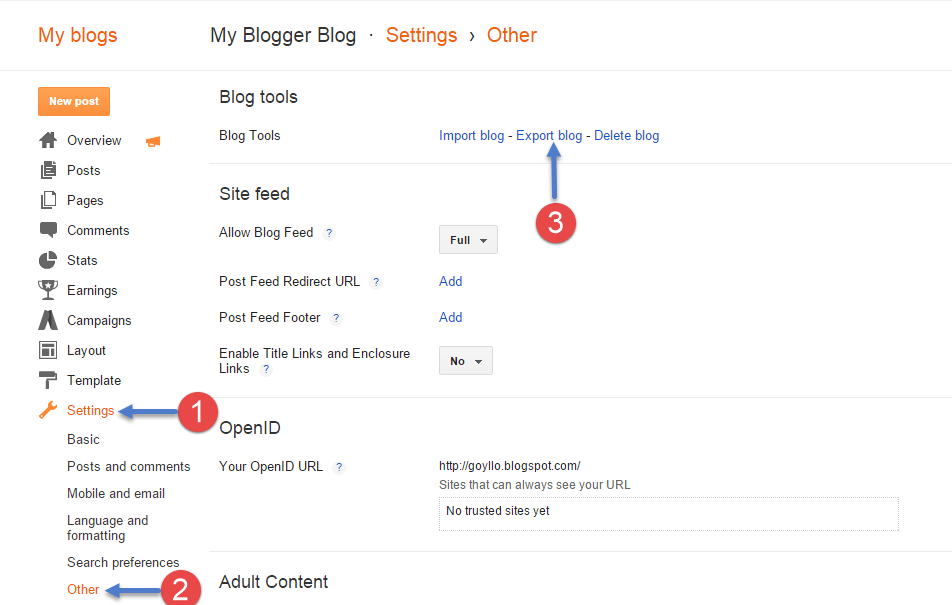 My blogs
My Blogger Blog · Settings › Other
New post
Overview
Posts
Pages
Comments
Stats
Earnings
Campaigns
Layout
Template
Settings
1
Basic
Posts and comments
Mobile and email
Language and
formatting
Search preferences
Other
2
Blog tools
Blog Tools
Import blog - Export blog - Delete blog
3
Site feed
Allow Blog Feed ?
Full
Post Feed Redirect URL ?
Add
Post Feed Footer ?
Add
Enable Title Links and Enclosure
Links ?
No
OpenID
Your OpenID URL ?
http://goyllo.blogspot.com/
Sites that can always see your URL
No trusted sites yet
Adult Content